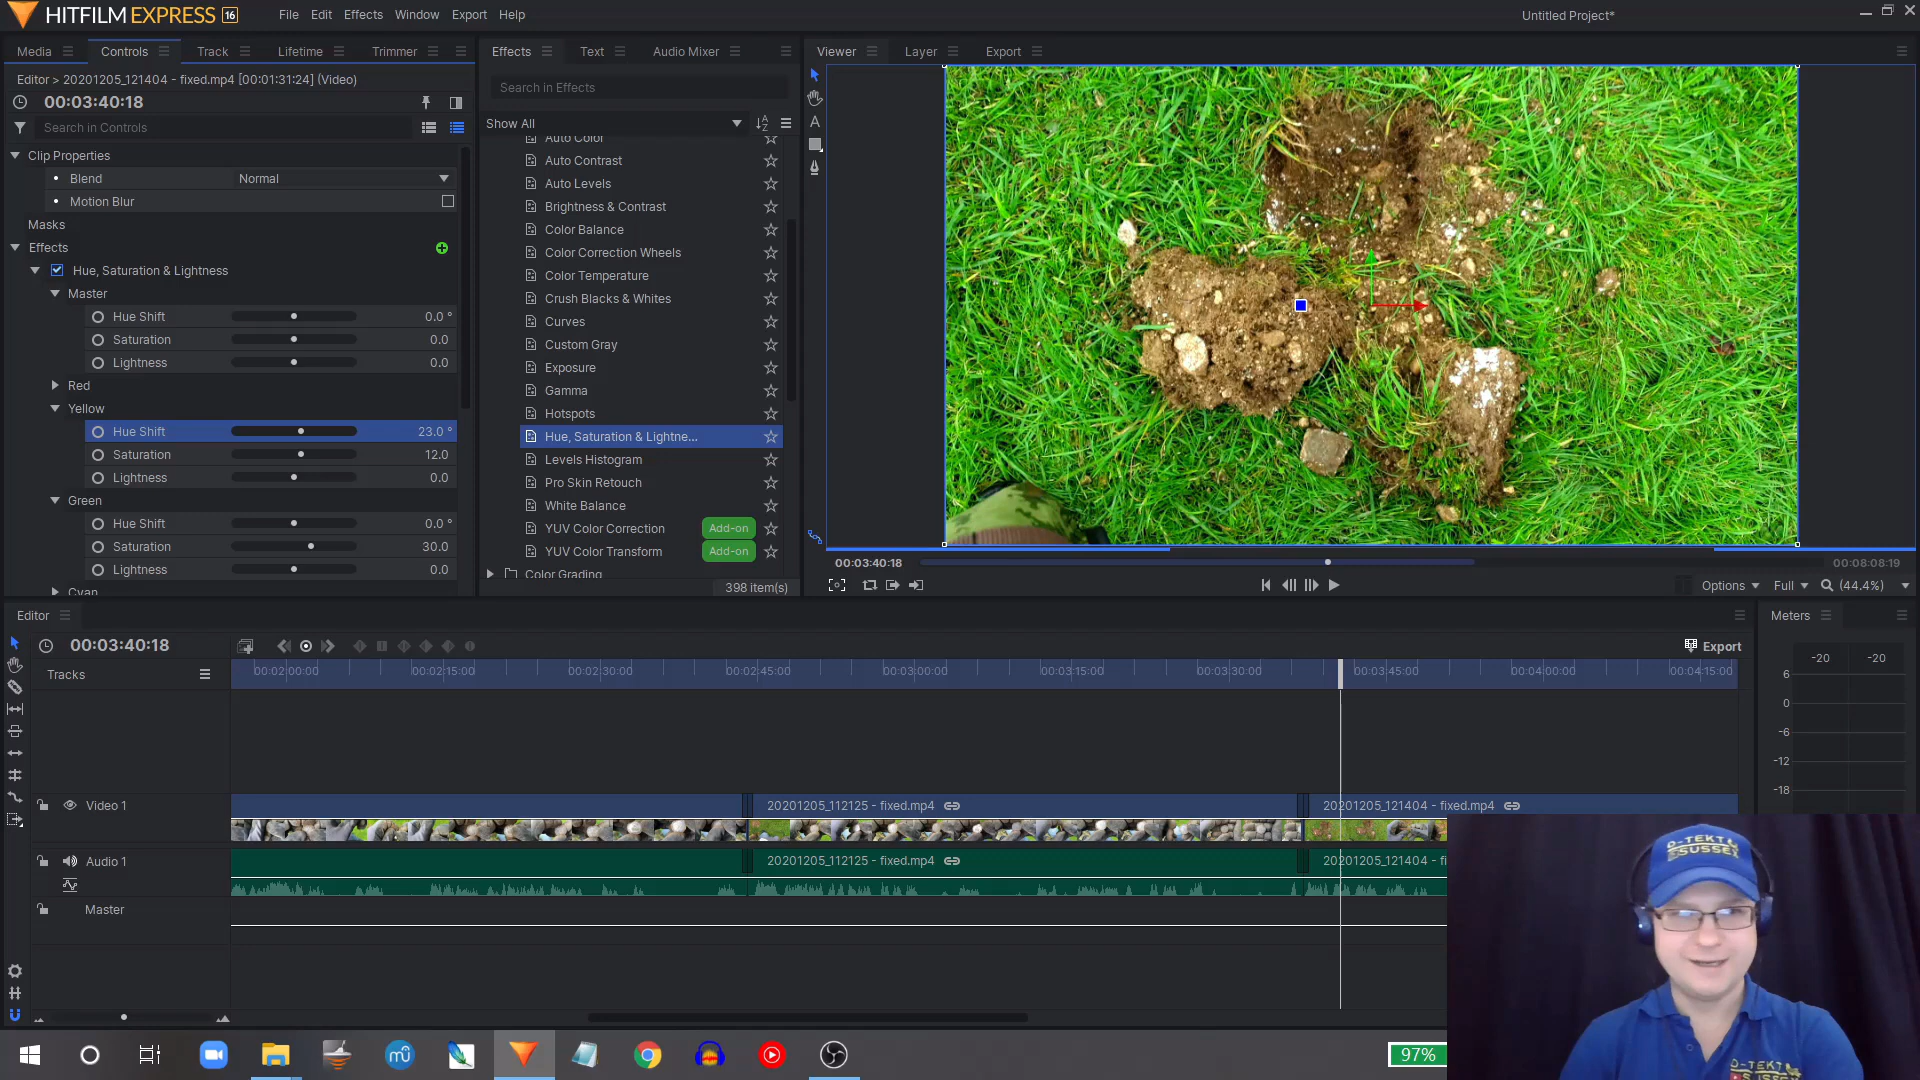 HITFILM EXPRESS 16
File Edit Effects Window Export Help
Untitled Project*
Media Controls Track Lifetime Trimmer
Effects Text Audio Mixer
Viewer Layer Export
Editor > 20201205_121404 - fixed.mp4 [00:01:31:24] (Video)
00:03:40:18
Search in Controls
Clip Properties
Blend Normal
Motion Blur
Masks
Effects
Hue, Saturation & Lightness
Master
Hue Shift 0.0 °
Saturation 0.0
Lightness 0.0
Red
Yellow
Hue Shift 23.0 °
Saturation 12.0
Lightness 0.0
Green
Hue Shift 0.0 °
Saturation 30.0
Lightness 0.0
Cyan
Search in Effects
Show All
Auto Color
Auto Contrast
Auto Levels
Brightness & Contrast
Color Balance
Color Correction Wheels
Color Temperature
Crush Blacks & Whites
Curves
Custom Gray
Exposure
Gamma
Hotspots
Hue, Saturation & Lightne...
Levels Histogram
Pro Skin Retouch
White Balance
YUV Color Correction Add-on
YUV Color Transform Add-on
Color Grading
398 item(s)
A
00:03:40:18
00:08:08:19
Options Full (44.4%)
Editor
00:03:40:18
Export
Tracks
00:02:00:00 00:02:15:00 00:02:30:00 00:02:45:00 00:03:00:00 00:03:15:00 00:03:30:00 00:03:45:00 00:04:00:00 00:04:15:00
Video 1
20201205_112125 - fixed.mp4
20201205_121404 - fixed.mp4
Audio 1
20201205_112125 - fixed.mp4
20201205_121404 - fi
Master
Meters
-20 -20
6
0
-6
-12
-18
D-TEKT
SUSSEX
D-TEKT
SUSSEX
mü
97%